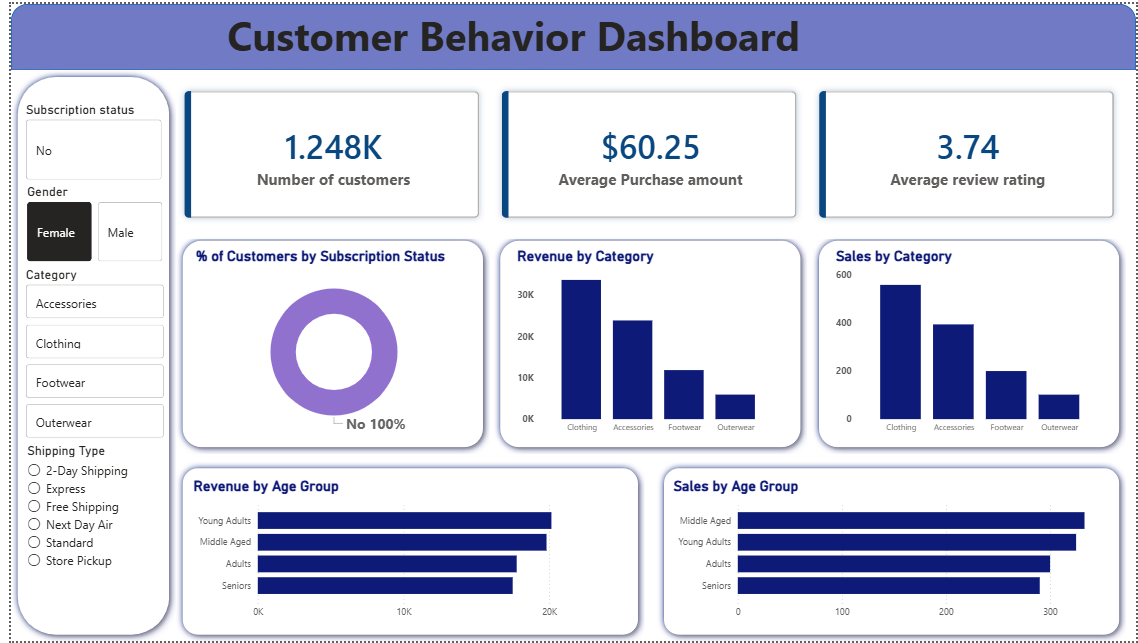 Customer Behavior Dashboard
Subscription status
No
Gender
Female
Male
Category
Accessories
Clothing
Footwear
Outerwear
Shipping Type
2-Day Shipping
Express
Free Shipping
Next Day Air
Standard
Store Pickup
1.248K
Number of customers
$60.25
Average Purchase amount
3.74
Average review rating
% of Customers by Subscription Status
No 100%
Revenue by Category
30K
20K
10K
0K
Clothing
Accessories
Footwear
Outerwear
Sales by Category
600
400
200
0
Clothing
Accessories
Footwear
Outerwear
Revenue by Age Group
Young Adults
Middle Aged
Adults
Seniors
0K
10K
20K
Sales by Age Group
Middle Aged
Young Adults
Adults
Seniors
0
100
200
300